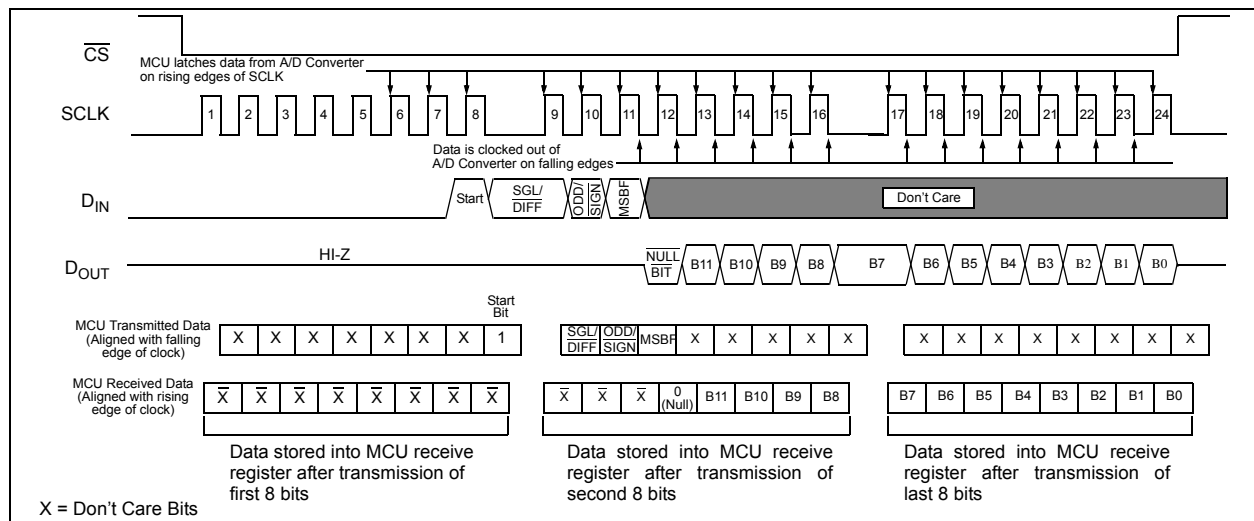 CS
MCU latches data from A/D Converter
on rising edges of SCLK
SCLK
1 2 3 4 5 6 7 8 9 10 11 12 13 14 15 16 17 18 19 20 21 22 23 24
Data is clocked out of
A/D Converter on falling edges
DIN
Start
SGL/
DIFF
ODD/
SIGN
MSBF
Don't Care
HI-Z
DOUT
NULL
BIT
B11 B10 B9 B8 B7 B6 B5 B4 B3 B2 B1 B0
Start
Bit
MCU Transmitted Data
(Aligned with falling
edge of clock)
X X X X X X X 1
SGL/
DIFF
ODD/
SIGN
MSBF X X X X X
X X X X X X X X
MCU Received Data
(Aligned with rising
edge of clock)
X X X X X X X X
X X X 0
(Null)
B11 B10 B9 B8
B7 B6 B5 B4 B3 B2 B1 B0
Data stored into MCU receive
register after transmission of
first 8 bits
Data stored into MCU receive
register after transmission of
second 8 bits
Data stored into MCU receive
register after transmission of
last 8 bits
X = Don't Care Bits